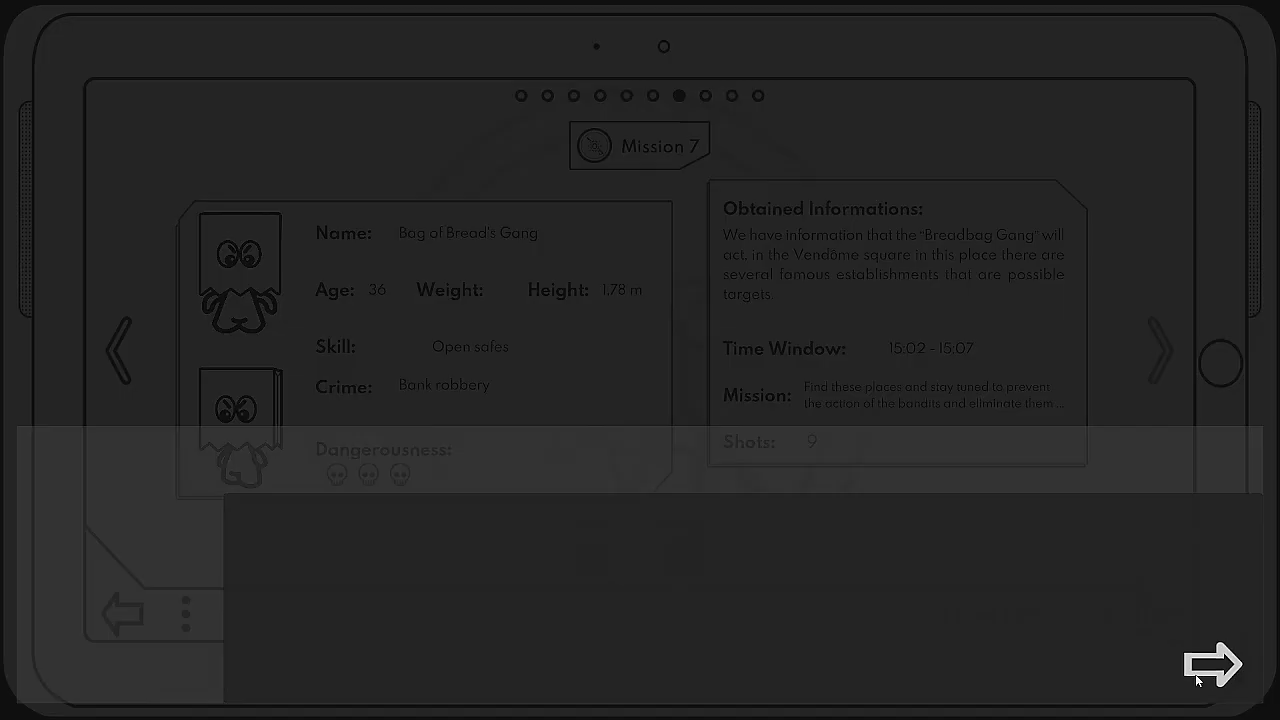 Mission 7
Name: Bag of Bread's Gang
Age: 36 Weight: Height: 1,78 m
Skill: Open safes
Crime: Bank robbery
Dangerousness:
Obtained Informations:
We have information that the "Breadbag Gang" will
act, in the Vendôme square in this place there are
several famous establishments that are possible
targets.
Time Window: 15:02 - 15:07
Mission: Find these places and stay tuned to prevent
the action of the bandits and eliminate them ...
Shots: 9